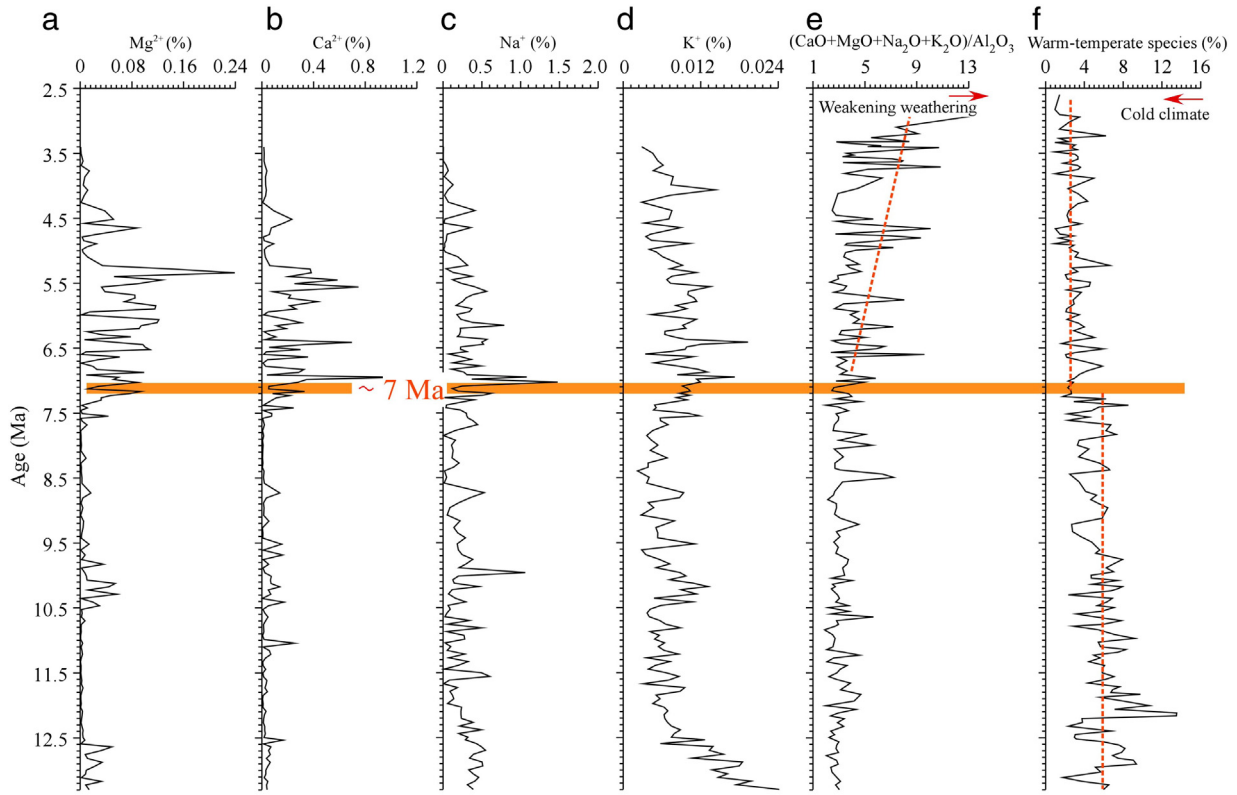 a b c d e f
Mg²⁺ (%) Ca²⁺ (%) Na⁺ (%) K⁺ (%) (CaO+MgO+Na₂O+K₂O)/Al₂O₃ Warm-temperate species (%)
0 0.08 0.16 0.24 0 0.4 0.8 1.2 0 0.5 1.0 1.5 2.0 0 0.012 0.024 1 5 9 13 0 4 8 12 16
2.5
Weakening weathering
Cold climate
3.5
4.5
5.5
6.5
~ 7 Ma
7.5
8.5
9.5
10.5
11.5
12.5
Age (Ma)